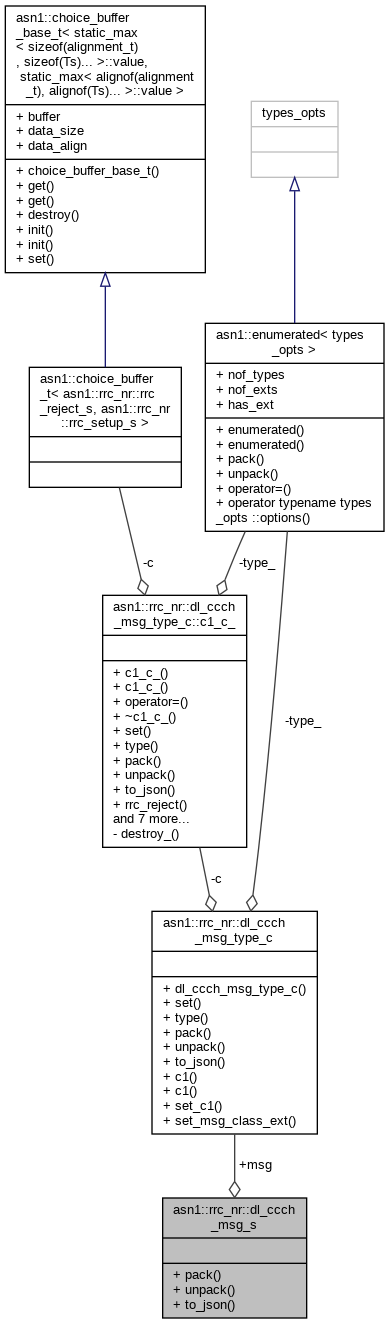 asn1::choice_buffer
_base_t< static_max
< sizeof(alignment_t)
, sizeof(Ts)... >::value,
static_max< alignof(alignment
_t), alignof(Ts)... >::value >
+ buffer
+ data_size
+ data_align
+ choice_buffer_base_t()
+ get()
+ get()
+ destroy()
+ init()
+ init()
+ set()
types_opts
asn1::enumerated< types
_opts >
+ nof_types
+ nof_exts
+ has_ext
+ enumerated()
+ enumerated()
+ pack()
+ unpack()
+ operator=()
+ operator typename types
_opts ::options()
asn1::choice_buffer
_t< asn1::rrc_nr::rrc
_reject_s, asn1::rrc_nr
::rrc_setup_s >
-c
-type_
asn1::rrc_nr::dl_ccch
_msg_type_c::c1_c_
+ c1_c_()
+ c1_c_()
+ operator=()
+ ~c1_c_()
+ set()
+ type()
+ pack()
+ unpack()
+ to_json()
+ rrc_reject()
and 7 more...
- destroy_()
-type_
-c
asn1::rrc_nr::dl_ccch
_msg_type_c
+ dl_ccch_msg_type_c()
+ set()
+ type()
+ pack()
+ unpack()
+ to_json()
+ c1()
+ c1()
+ set_c1()
+ set_msg_class_ext()
+msg
asn1::rrc_nr::dl_ccch
_msg_s
+ pack()
+ unpack()
+ to_json()